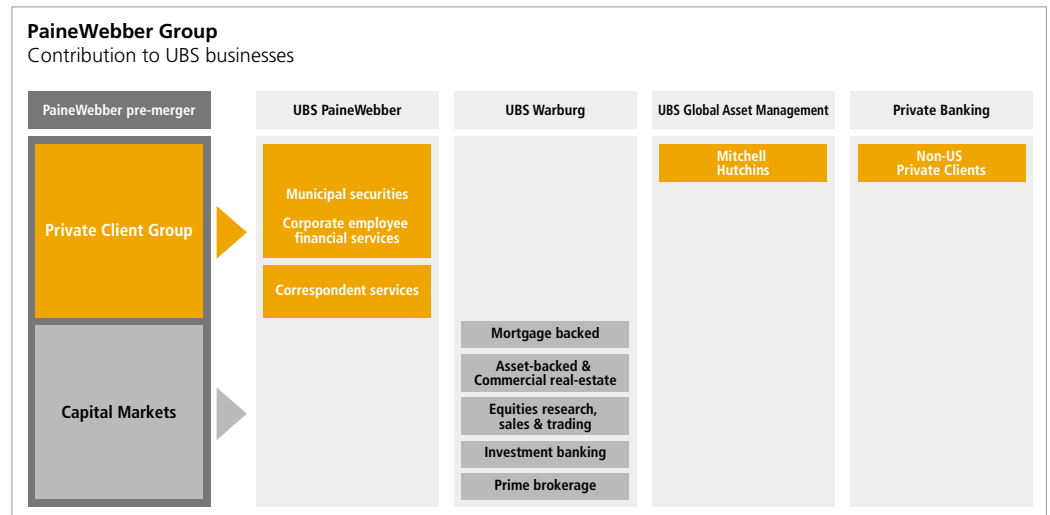 PaineWebber Group
Contribution to UBS businesses
PaineWebber pre-merger
UBS PaineWebber
UBS Warburg
UBS Global Asset Management
Private Banking
Private Client Group
Municipal securities
Corporate employee
financial services
Correspondent services
Mitchell
Hutchins
Non-US
Private Clients
Capital Markets
Mortgage backed
Asset-backed &
Commercial real-estate
Equities research,
sales & trading
Investment banking
Prime brokerage